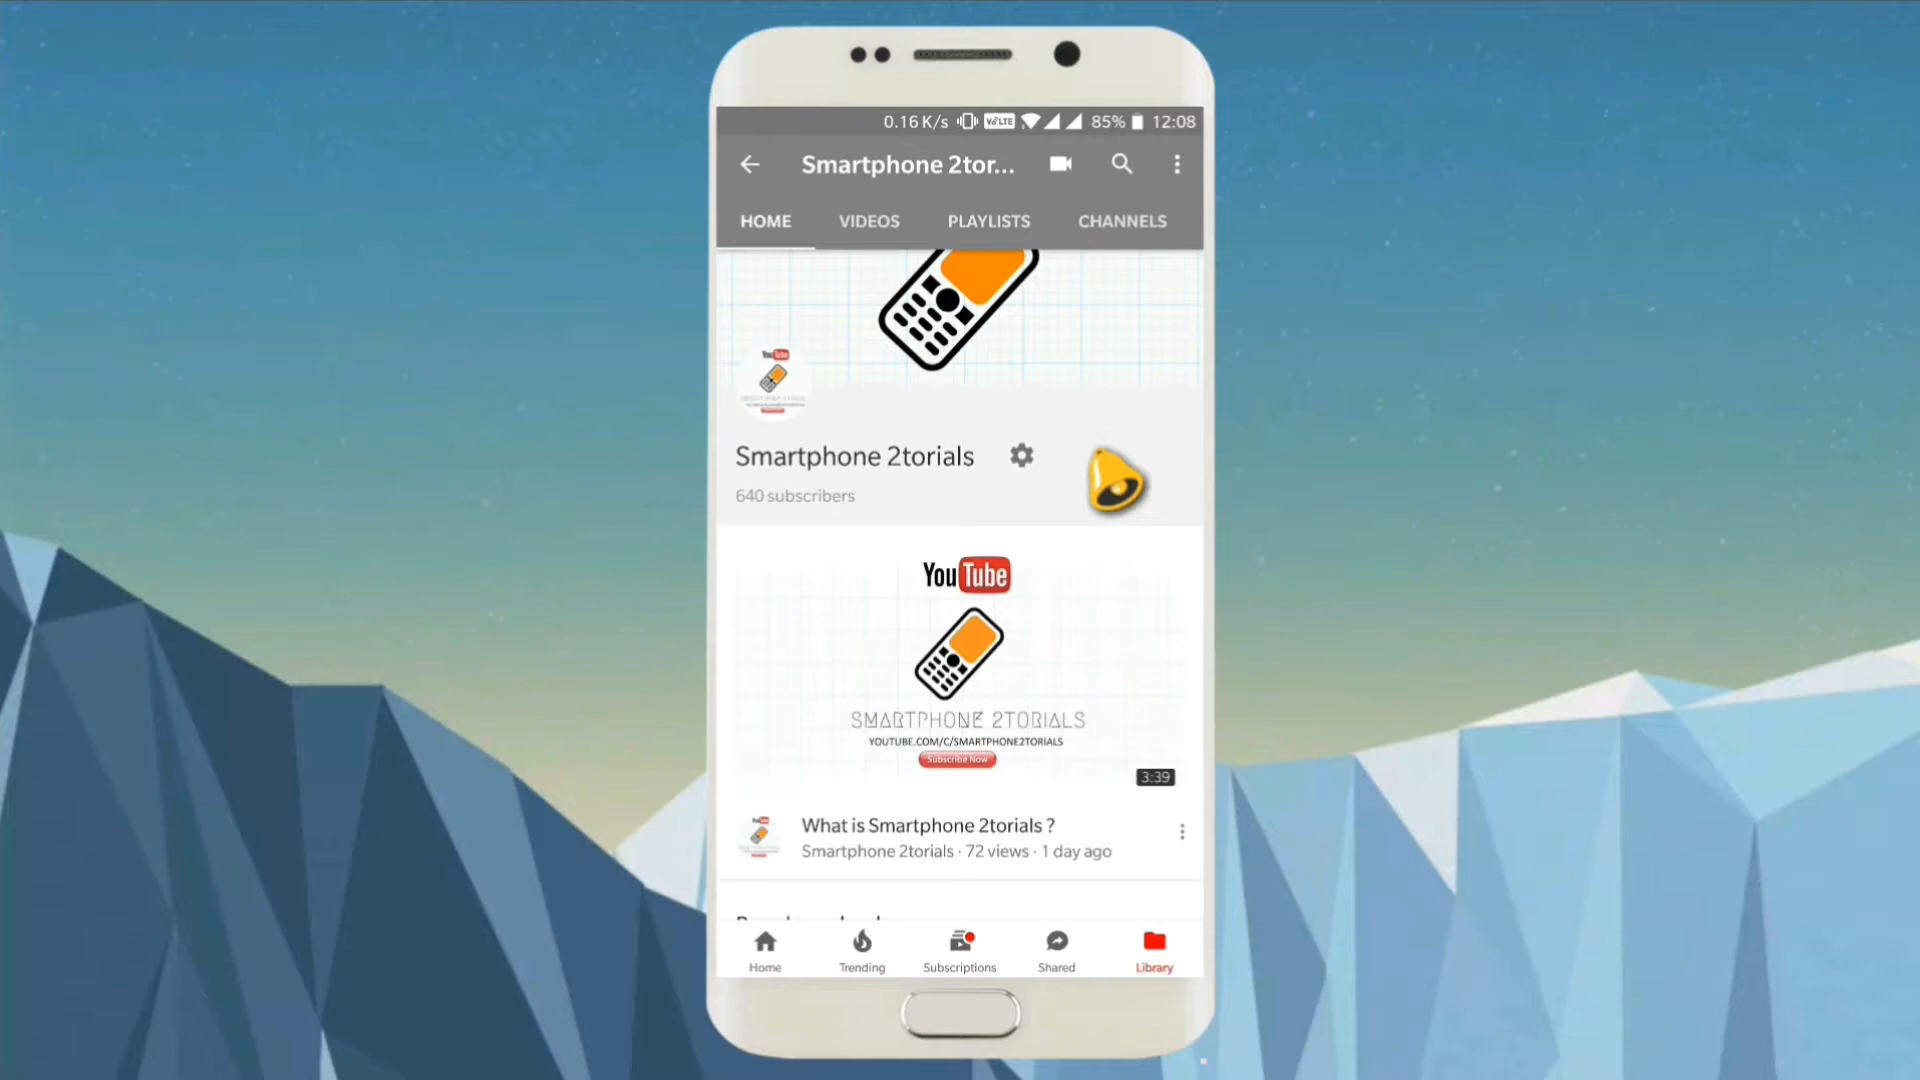 0.16 K/s VoLTE 85% 12:08
Smartphone 2tor...
HOME VIDEOS PLAYLISTS CHANNELS
YouTube
Smartphone 2torials
640 subscribers
YouTube
SMARTPHONE 2TORIALS
YOUTUBE.COM/C/SMARTPHONE2TORIALS
Subscribe Now
3:39
What is Smartphone 2torials ?
Smartphone 2torials · 72 views · 1 day ago
Home Trending Subscriptions Shared Library